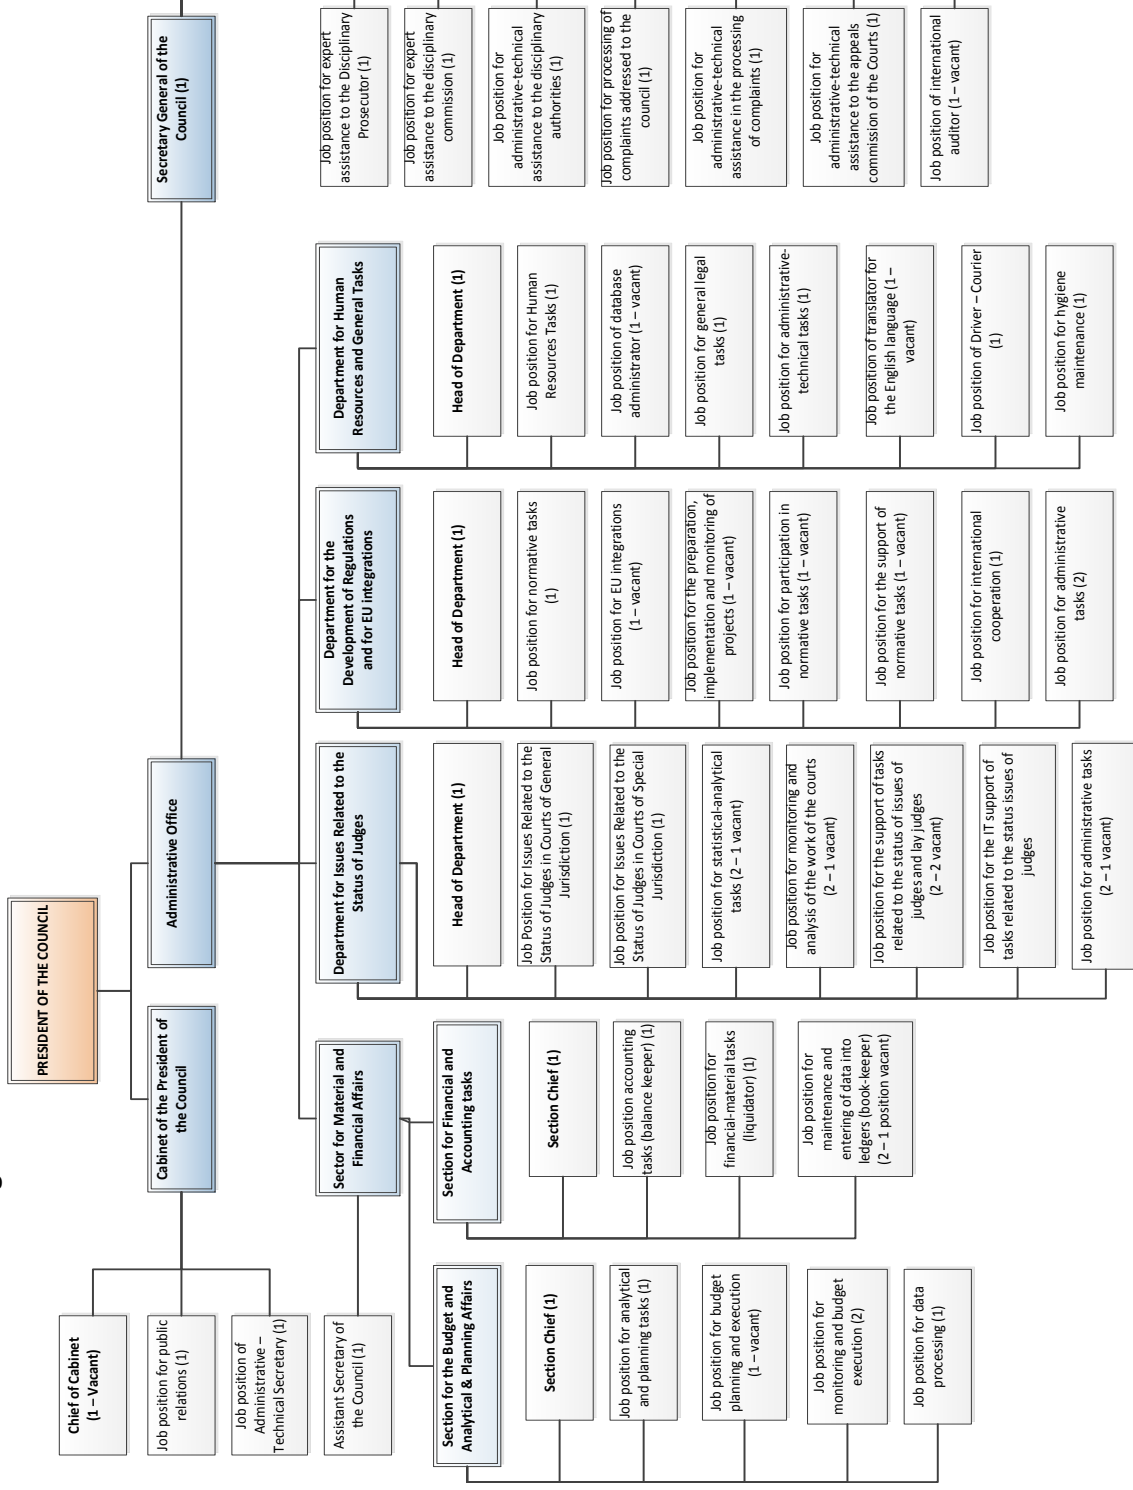 PRESIDENT OF THE COUNCIL
Cabinet of the President of
the Council
Administrative Office
Secretary General of the
Council (1)
Chief of Cabinet
(1 – Vacant)
Job position for public
relations (1)
Job position of
Administrative –
Technical Secretary (1)
Assistant Secretary of
the Council (1)
Sector for Material and
Financial Affairs
Section for the Budget and
Analytical & Planning Affairs
Section Chief (1)
Job position for analytical
and planning tasks (1)
Job position for budget
planning and execution
(1 – vacant)
Job position for
monitoring and budget
execution (2)
Job position for data
processing (1)
Section for Financial and
Accounting tasks
Section Chief (1)
Job position accounting
tasks (balance keeper) (1)
Job position for
financial-material tasks
(liquidator) (1)
Job position for
maintenance and
entering of data into
ledgers (book-keeper)
(2 – 1 position vacant)
Department for Issues Related to the
Status of Judges
Head of Department (1)
Job Position for Issues Related to the
Status of Judges in Courts of General
Jurisdiction (1)
Job position for Issues Related to the
Status of Judges in Courts of Special
Jurisdiction (1)
Job position for statistical-analytical
tasks (2 – 1 vacant)
Job position for monitoring and
analysis of the work of the courts
(2 – 1 vacant)
Job position for the support of tasks
related to the status of issues of
judges and lay judges
(2 – 2 vacant)
Job position for the IT support of
tasks related to the status issues of
judges
Job position for administrative tasks
(2 – 1 vacant)
Department for the
Development of Regulations
and for EU integrations
Head of Department (1)
Job position for normative tasks
(1)
Job position for EU integrations
(1 – vacant)
Job position for the preparation,
implementation and monitoring of
projects (1 – vacant)
Job position for participation in
normative tasks (1 – vacant)
Job position for the support of
normative tasks (1 – vacant)
Job position for international
cooperation (1)
Job position for administrative
tasks (2)
Department for Human
Resources and General Tasks
Head of Department (1)
Job position for Human
Resources Tasks (1)
Job position of database
administrator (1 – vacant)
Job position for general legal
tasks (1)
Job position for administrative-
technical tasks (1)
Job position of translator for
the English language (1 –
vacant)
Job position of Driver – Courier
(1)
Job position for hygiene
maintenance (1)
Job position for expert
assistance to the Disciplinary
Prosecutor (1)
Job position for expert
assistance to the disciplinary
commission (1)
Job position for
administrative-technical
assistance to the disciplinary
authorities (1)
Job position for processing of
complaints addressed to the
council (1)
Job position for
administrative-technical
assistance in the processing
of complaints (1)
Job position for
administrative-technical
assistance to the appeals
commission of the Courts (1)
Job position of international
auditor (1 – vacant)